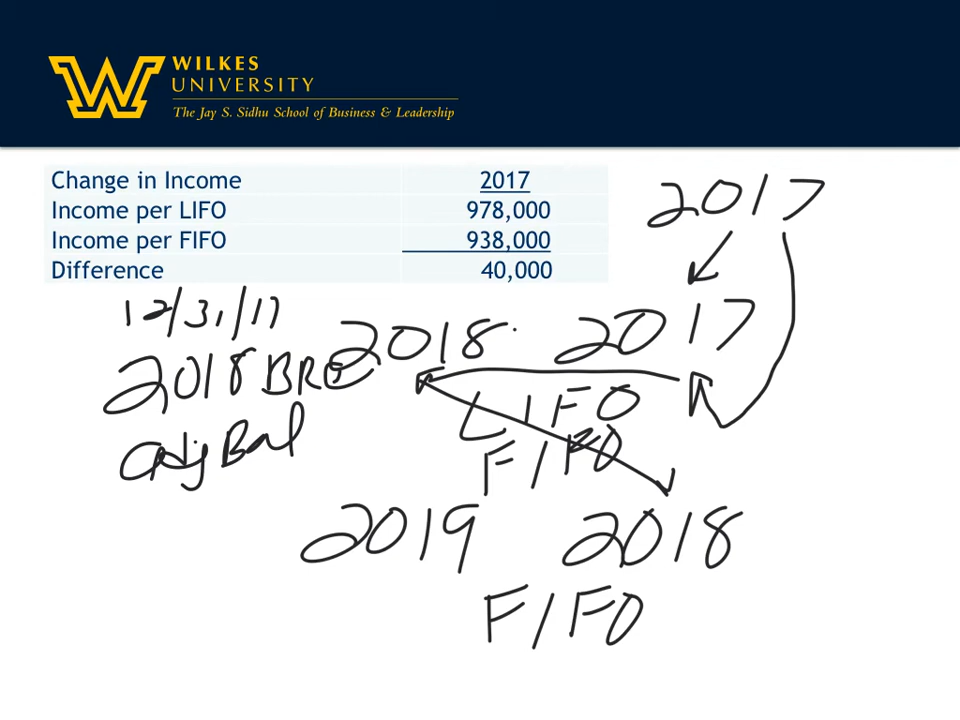 WILKES
UNIVERSITY
The Jay S. Sidhu School of Business & Leadership
Change in Income 2017
Income per LIFO 978,000
Income per FIFO 938,000
Difference 40,000
2017
12/31/17
2018 2017
2018 BRE
LIFO
Adj Bal
FIFO
2019 2018
FIFO